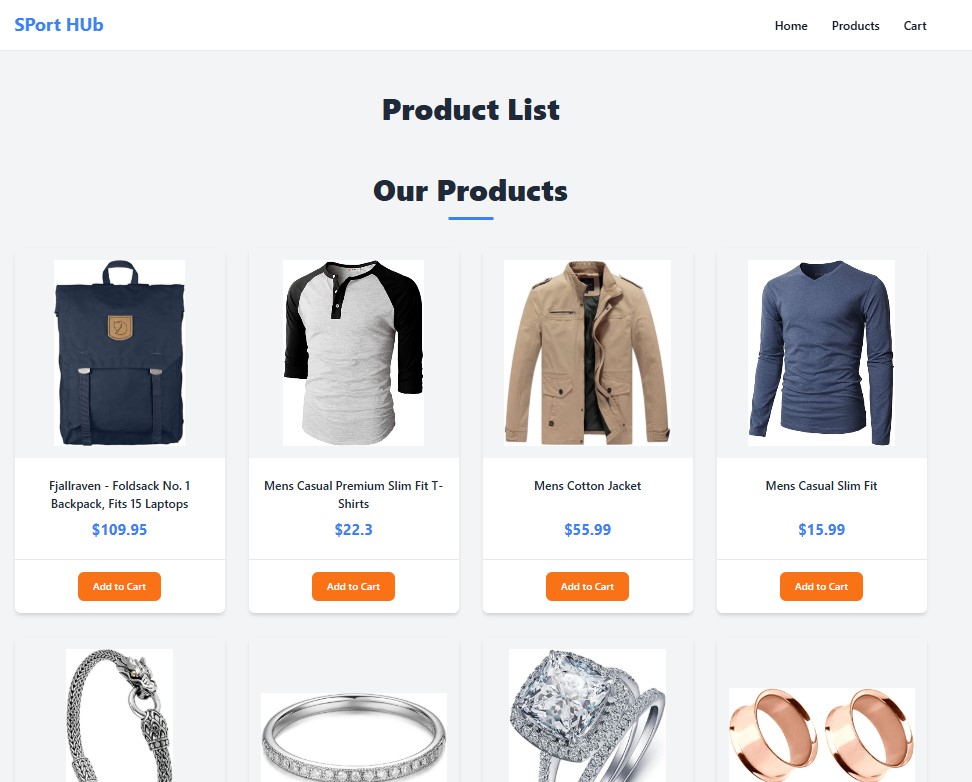 SPort HUb
Home Products Cart
Product List
Our Products
Fjallraven - Foldsack No. 1
Backpack, Fits 15 Laptops
$109.95
Add to Cart
Mens Casual Premium Slim Fit T-
Shirts
$22.3
Add to Cart
Mens Cotton Jacket
$55.99
Add to Cart
Mens Casual Slim Fit
$15.99
Add to Cart